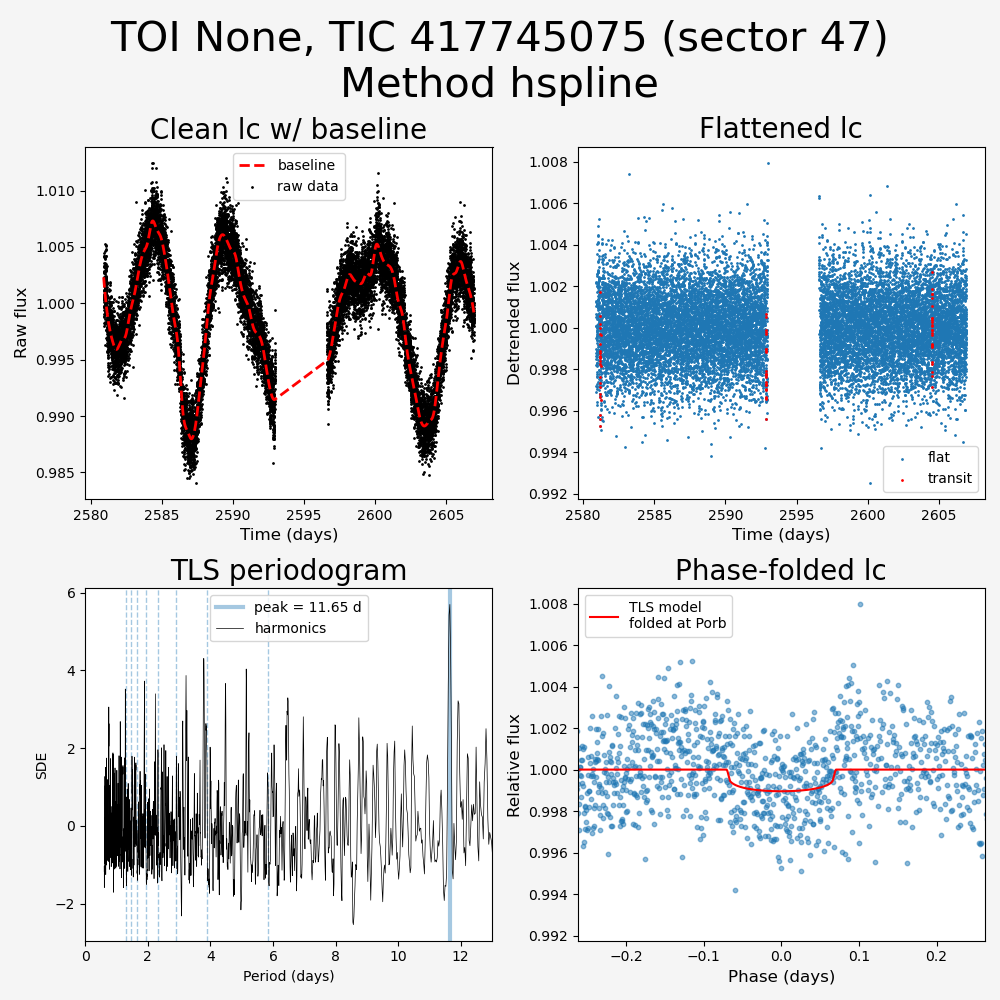 TOI None, TIC 417745075 (sector 47)
Method hspline
Clean lc w/ baseline
Flattened lc
baseline
raw data
1.010
1.005
1.000
0.995
0.990
0.985
Raw flux
2580
2585
2590
2595
2600
2605
Time (days)
1.008
1.006
1.004
1.002
1.000
0.998
0.996
0.994
0.992
Detrended flux
flat
transit
2580
2585
2590
2595
2600
2605
Time (days)
TLS periodogram
Phase-folded lc
peak = 11.65 d
harmonics
6
4
2
0
−2
SDE
0
2
4
6
8
10
12
Period (days)
TLS model
folded at Porb
1.008
1.006
1.004
1.002
1.000
0.998
0.996
0.994
0.992
Relative flux
−0.2
−0.1
0.0
0.1
0.2
Phase (days)